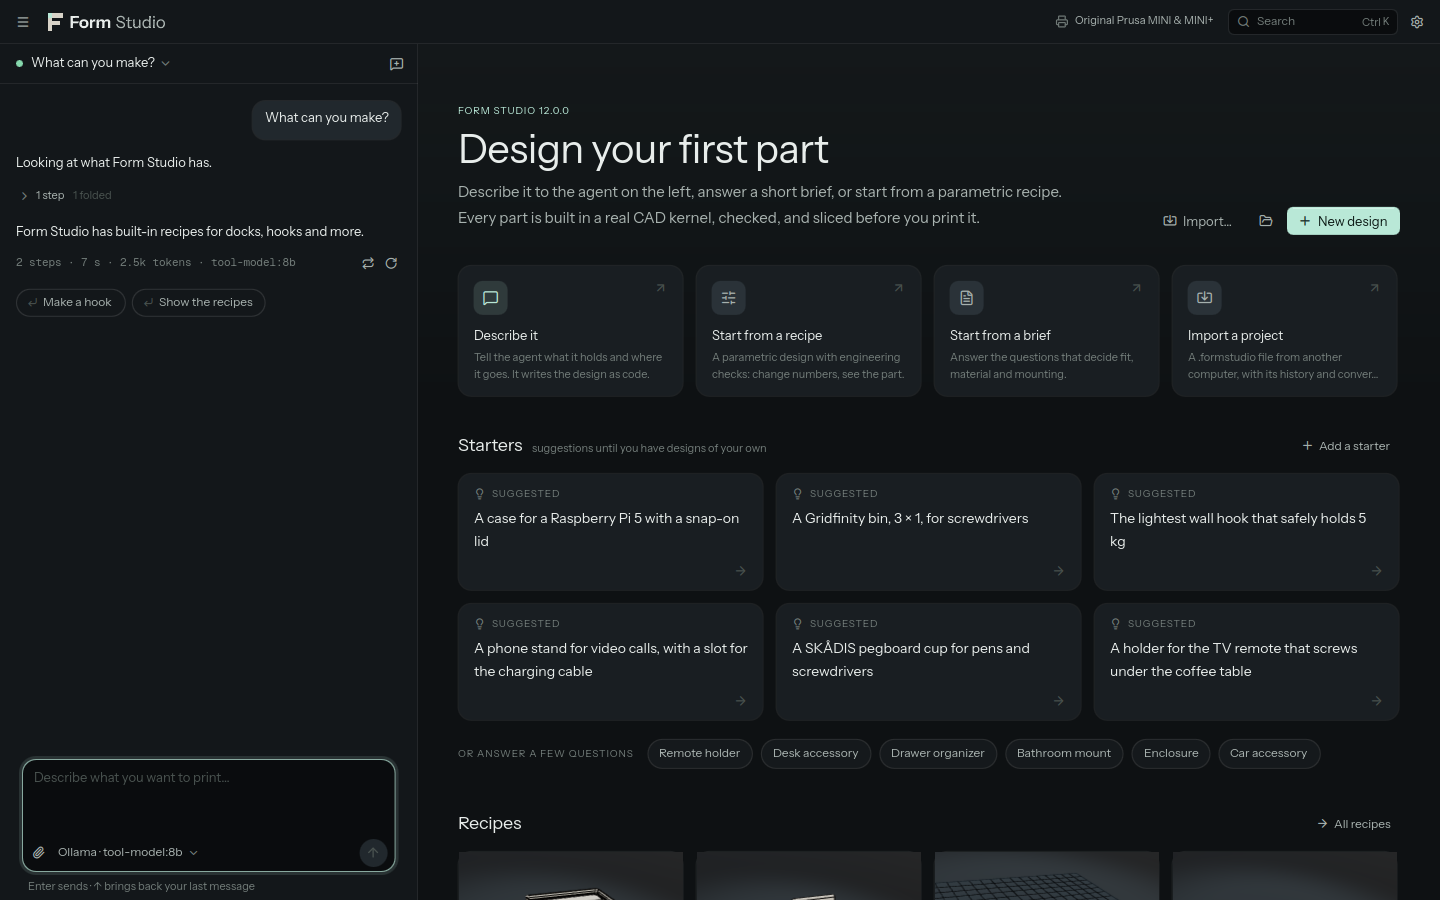 Form Studio
Original Prusa MINI & MINI+
Search
Ctrl K
What can you make?
What can you make?
Looking at what Form Studio has.
1 step 1 folded
Form Studio has built-in recipes for docks, hooks and more.
2 steps · 7 s · 2.5k tokens · tool-model:8b
Make a hook
Show the recipes
Describe what you want to print...
Ollama · tool-model:8b
Enter sends · ↑ brings back your last message
FORM STUDIO 12.0.0
Design your first part
Describe it to the agent on the left, answer a short brief, or start from a parametric recipe.
Every part is built in a real CAD kernel, checked, and sliced before you print it.
Import...
New design
Describe it
Tell the agent what it holds and where
it goes. It writes the design as code.
Start from a recipe
A parametric design with engineering
checks: change numbers, see the part.
Start from a brief
Answer the questions that decide fit,
material and mounting.
Import a project
A .formstudio file from another
computer, with its history and conver...
Starters suggestions until you have designs of your own
Add a starter
SUGGESTED
A case for a Raspberry Pi 5 with a snap-on
lid
SUGGESTED
A Gridfinity bin, 3 × 1, for screwdrivers
SUGGESTED
The lightest wall hook that safely holds 5
kg
SUGGESTED
A phone stand for video calls, with a slot for
the charging cable
SUGGESTED
A SKÅDIS pegboard cup for pens and
screwdrivers
SUGGESTED
A holder for the TV remote that screws
under the coffee table
OR ANSWER A FEW QUESTIONS
Remote holder
Desk accessory
Drawer organizer
Bathroom mount
Enclosure
Car accessory
Recipes
All recipes